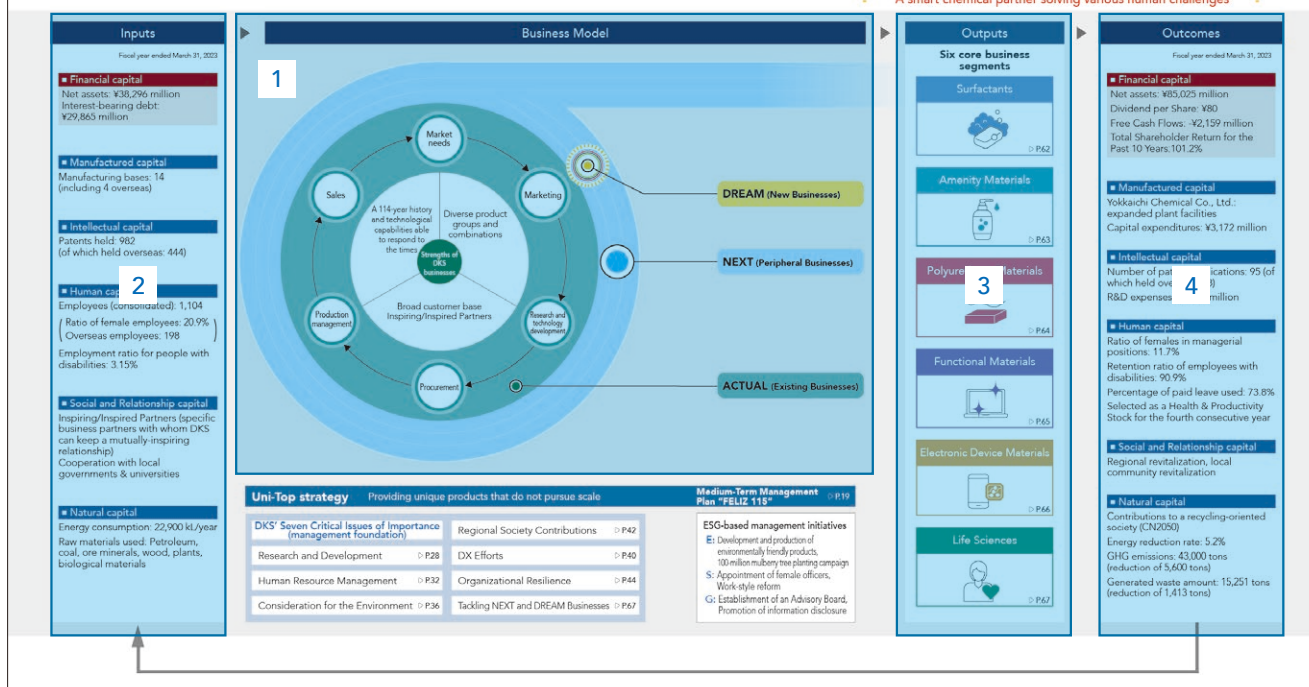 A smart chemical partner solving various human challenges
Inputs
Fiscal year ended March 31, 2023
■ Financial capital
Net assets: ¥38,296 million
Interest-bearing debt:
¥29,865 million
■ Manufactured capital
Manufacturing bases: 14
(including 4 overseas)
■ Intellectual capital
Patents held: 982
(of which held overseas: 444)
2
■ Human
Employees (consolidated): 1,104
( Ratio of female employees: 20.9%
Overseas employees: 198 )
Employment ratio for people with
disabilities: 3.15%
■ Social and Relationship capital
Inspiring/Inspired Partners (specific
business partners with whom DKS
can keep a mutually-inspiring
relationship)
Cooperation with local
governments & universities
■ Natural capital
Energy consumption: 22,900 kL/year
Raw materials used: Petroleum,
coal, ore minerals, wood, plants,
biological materials
Business Model
1
Market
needs
Marketing
Research and
technology
development
Procurement
Production
management
Sales
A 114-year history
and technological
capabilities able
to respond to
the times
Diverse product
groups and
combinations
Strengths of
DKS
businesses
Broad customer base
Inspiring/Inspired Partners
DREAM (New Businesses)
NEXT (Peripheral Businesses)
ACTUAL (Existing Businesses)
Uni-Top strategy Providing unique products that do not pursue scale
DKS' Seven Critical Issues of Importance
(management foundation)
Research and Development ▷ P.28
Human Resource Management ▷ P.32
Consideration for the Environment ▷ P.36
Regional Society Contributions ▷ P.42
DX Efforts ▷ P.40
Organizational Resilience ▷ P.44
Tackling NEXT and DREAM Businesses ▷ P.67
Medium-Term Management
Plan "FELIZ 115" ▷ P.19
ESG-based management initiatives
E: Development and production of
environmentally friendly products,
100-million mulberry tree planting campaign
S: Appointment of female officers,
Work-style reform
G: Establishment of an Advisory Board,
Promotion of information disclosure
Outputs
Six core business
segments
Surfactants
▷ P.62
Amenity Materials
▷ P.63
Materials
3
▷ P.64
Functional Materials
▷ P.65
Electronic Device Materials
▷ P.66
Life Sciences
▷ P.67
Outcomes
Fiscal year ended March 31, 2023
■ Financial capital
Net assets: ¥85,025 million
Dividend per Share: ¥80
Free Cash Flows: -¥2,159 million
Total Shareholder Return for the
Past 10 Years:101.2%
■ Manufactured capital
Yokkaichi Chemical Co., Ltd.:
expanded plant facilities
Capital expenditures: ¥3,172 million
■ Intellectual capital
Number of 95 (of
which held
R&D expenses
4
■ Human capital
Ratio of females in managerial
positions: 11.7%
Retention ratio of employees with
disabilities: 90.9%
Percentage of paid leave used: 73.8%
Selected as a Health & Productivity
Stock for the fourth consecutive year
■ Social and Relationship capital
Regional revitalization, local
community revitalization
■ Natural capital
Contributions to a recycling-oriented
society (CN2050)
Energy reduction rate: 5.2%
GHG emissions: 43,000 tons
(reduction of 5,600 tons)
Generated waste amount: 15,251 tons
(reduction of 1,413 tons)